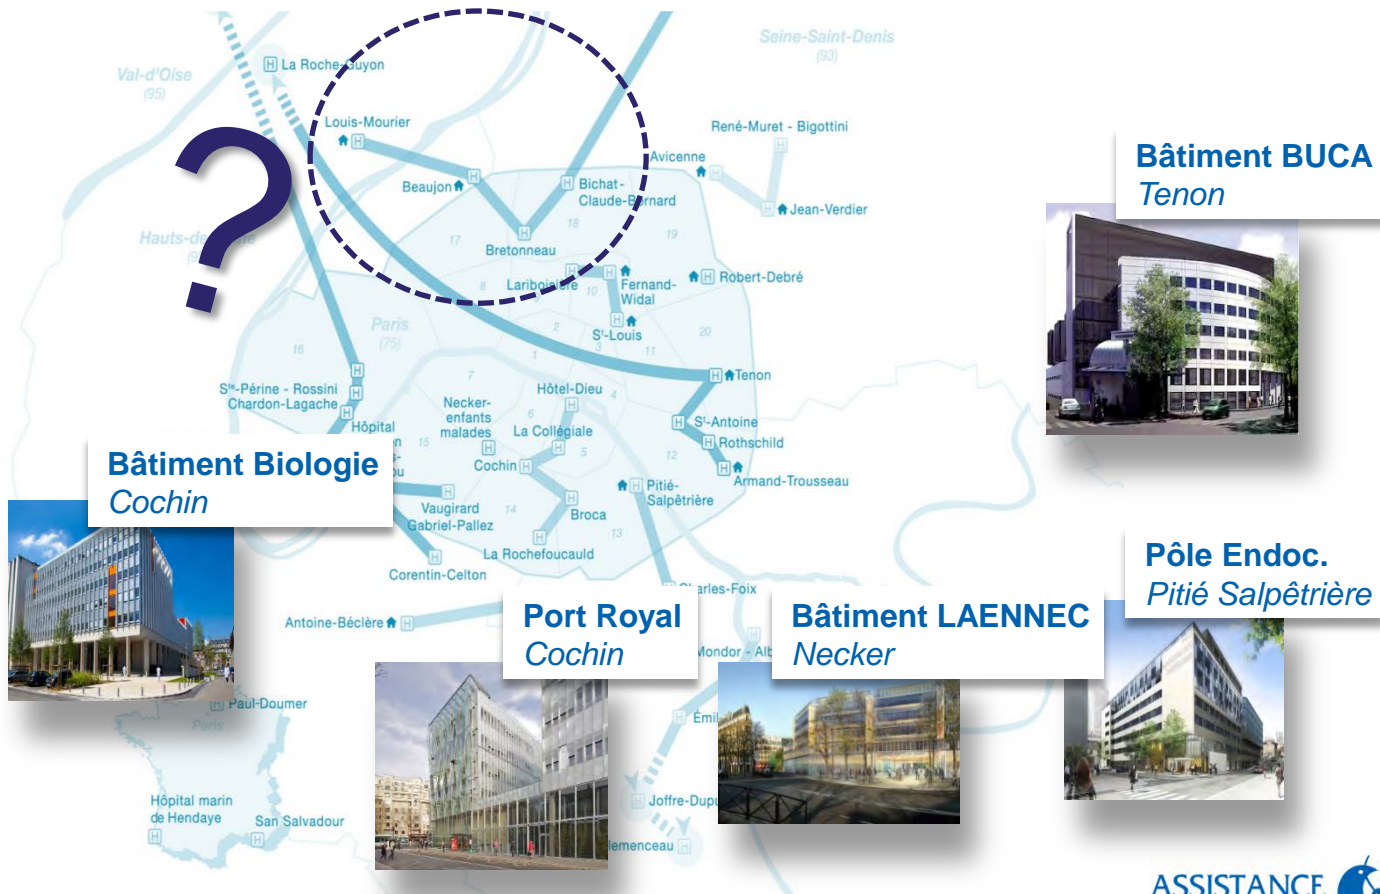 Seine-Saint-Denis
(93)
Val-d'Oise
(95)
La Roche-Guyon
Louis-Mourier
René-Muret - Bigottini
Avicenne
Bâtiment BUCA
Tenon
?
Beaujon
Bichat-
Claude-Bernard
Jean-Verdier
Bretonneau
17
18
19
Robert-Debré
8
Lariboisière
10
Fernand-
Widal
St-Louis
Paris
(75)
16
2
3
1
11
20
7
Hôtel-Dieu
4
Tenon
Ste-Périne - Rossini
Chardon-Lagache
Necker-
enfants
malades
6
La Collégiale
St-Antoine
Rothschild
Hôpital
15
5
12
Cochin
Armand-Trousseau
Bâtiment Biologie
Cochin
Pitié-
Salpêtrière
Vaugirard
Gabriel-Pallez
14
Broca
13
La Rochefoucauld
Corentin-Celton
Pôle Endoc.
Pitié Salpêtrière
Antoine-Béclère
Port Royal
Cochin
Bâtiment LAENNEC
Necker
Paul-Doumer
Paris
Hôpital marin
de Hendaye
San Salvadour
ASSISTANCE